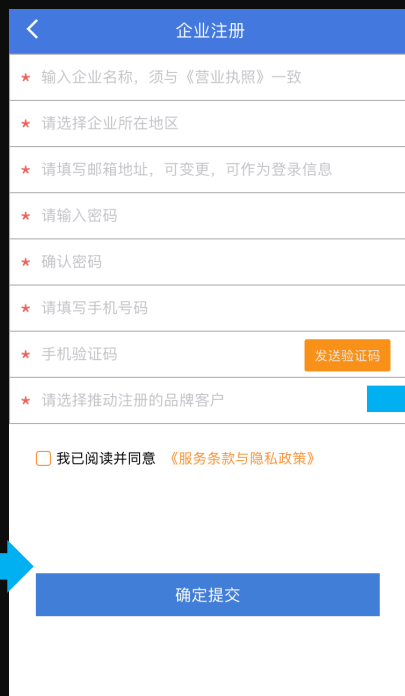 企业注册
* 输入企业名称，须与《营业执照》一致
* 请选择企业所在地区
* 请填写邮箱地址，可变更，可作为登录信息
* 请输入密码
* 确认密码
* 请填写手机号码
* 手机验证码 发送验证码
* 请选择推动注册的品牌客户
我已阅读并同意 《服务条款与隐私政策》
确定提交